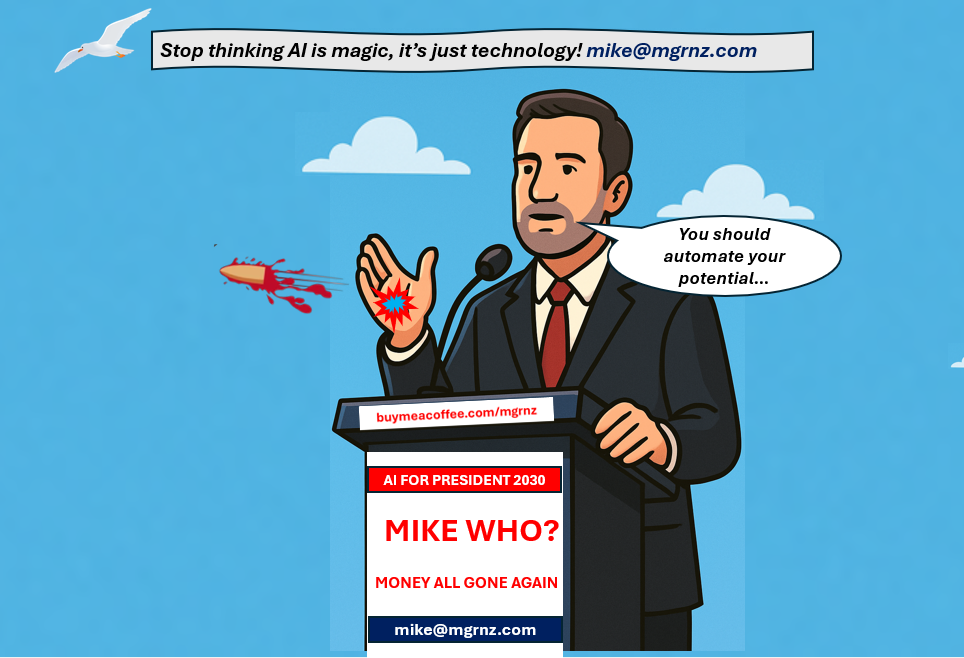 Stop thinking AI is magic, it’s just technology! mike@mgrnz.com
You should
automate your
potential...
buymeacoffee.com/mgrnz
AI FOR PRESIDENT 2030
MIKE WHO?
MONEY ALL GONE AGAIN
mike@mgrnz.com